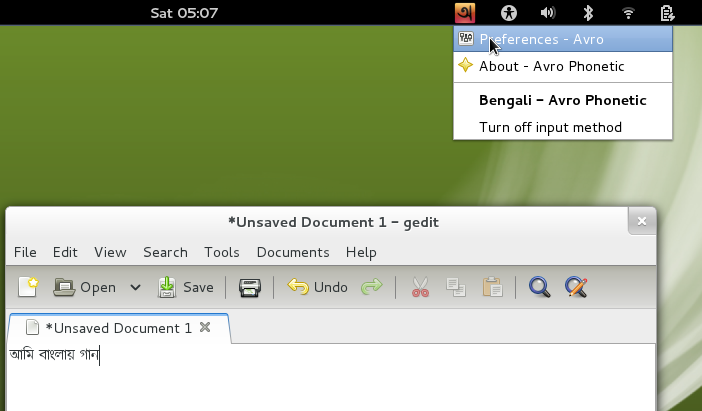 Sat 05:07
অ
Preferences - Avro
About - Avro Phonetic
Bengali - Avro Phonetic
Turn off input method
*Unsaved Document 1 - gedit
File Edit View Search Tools Documents Help
Open Save Undo
*Unsaved Document 1
আমি বাংলায় গান